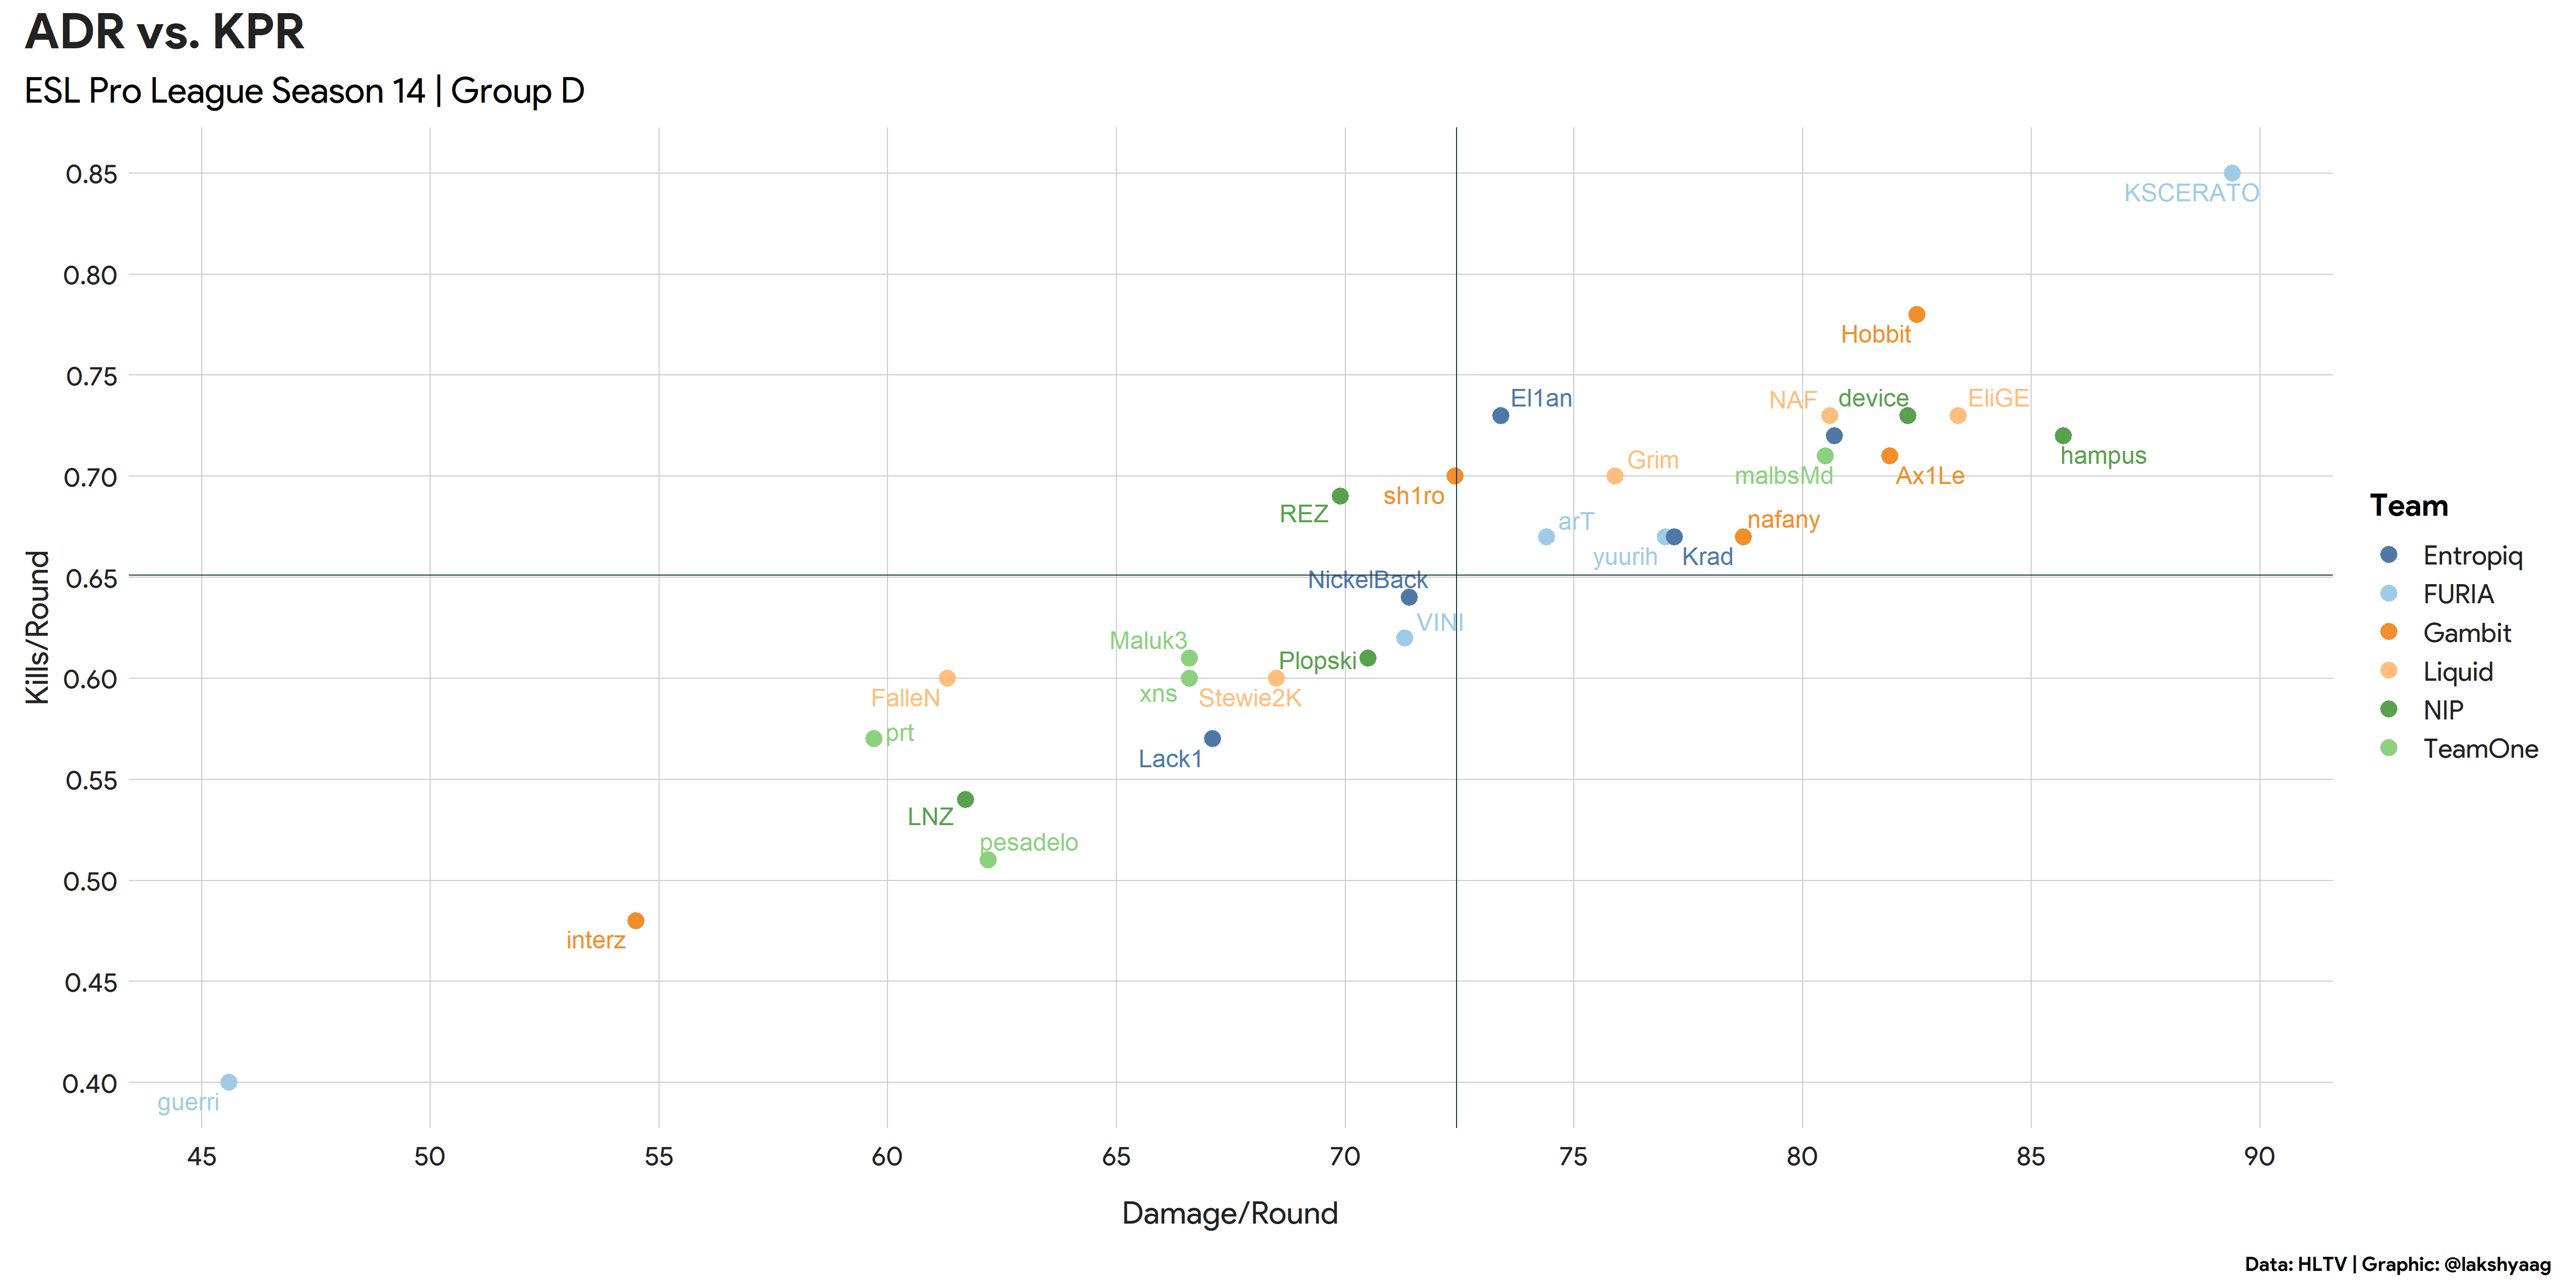 ADR vs. KPR
ESL Pro League Season 14 | Group D
Kills/Round
0.85
0.80
0.75
0.70
0.65
0.60
0.55
0.50
0.45
0.40
KSCERATO
Hobbit
El1an
NAF
device
EliGE
hampus
Grim
malbsMd
Ax1Le
sh1ro
REZ
arT
nafany
yuurih
Krad
NickelBack
VINI
Maluk3
Plopski
FalleN
xns
Stewie2K
prt
Lack1
LNZ
pesadelo
interz
guerri
45 50 55 60 65 70 75 80 85 90
Damage/Round
Team
Entropiq
FURIA
Gambit
Liquid
NIP
TeamOne
Data: HLTV | Graphic: @lakshyaag